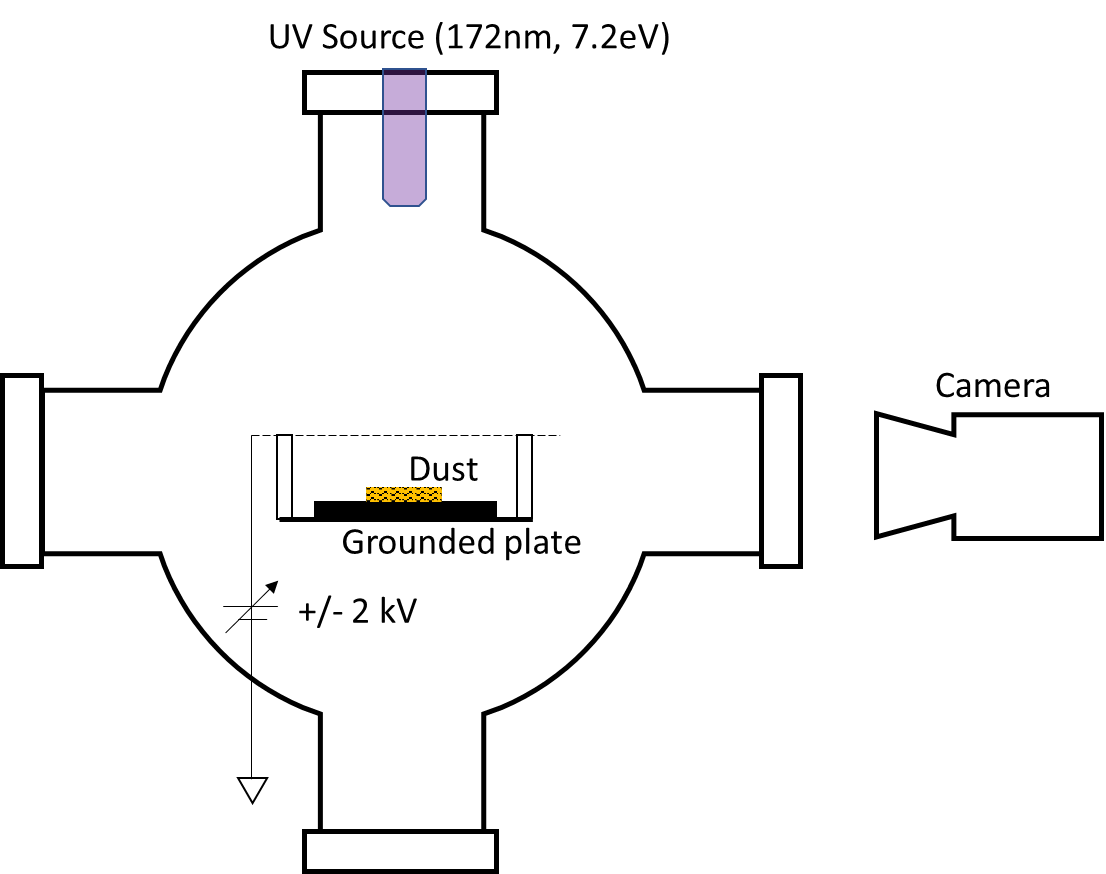 UV Source (172nm, 7.2eV)
Camera
Dust
Grounded plate
+/- 2 kV